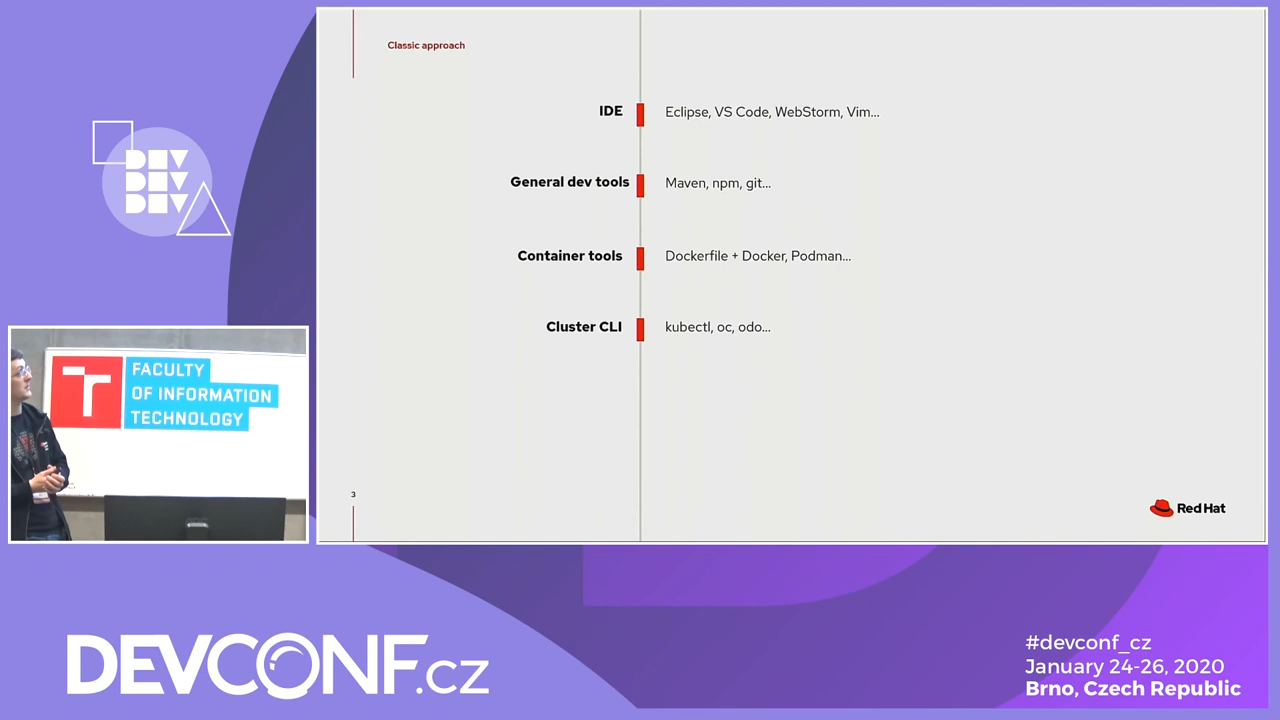 Classic approach
IDE
Eclipse, VS Code, WebStorm, Vim...
General dev tools
Maven, npm, git...
Container tools
Dockerfile + Docker, Podman...
Cluster CLI
kubectl, oc, odo...
3
Red Hat
DEV
DEV
DEV
FACULTY
OF INFORMATION
TECHNOLOGY
DEVCONF.cz
#devconf_cz
January 24-26, 2020
Brno, Czech Republic